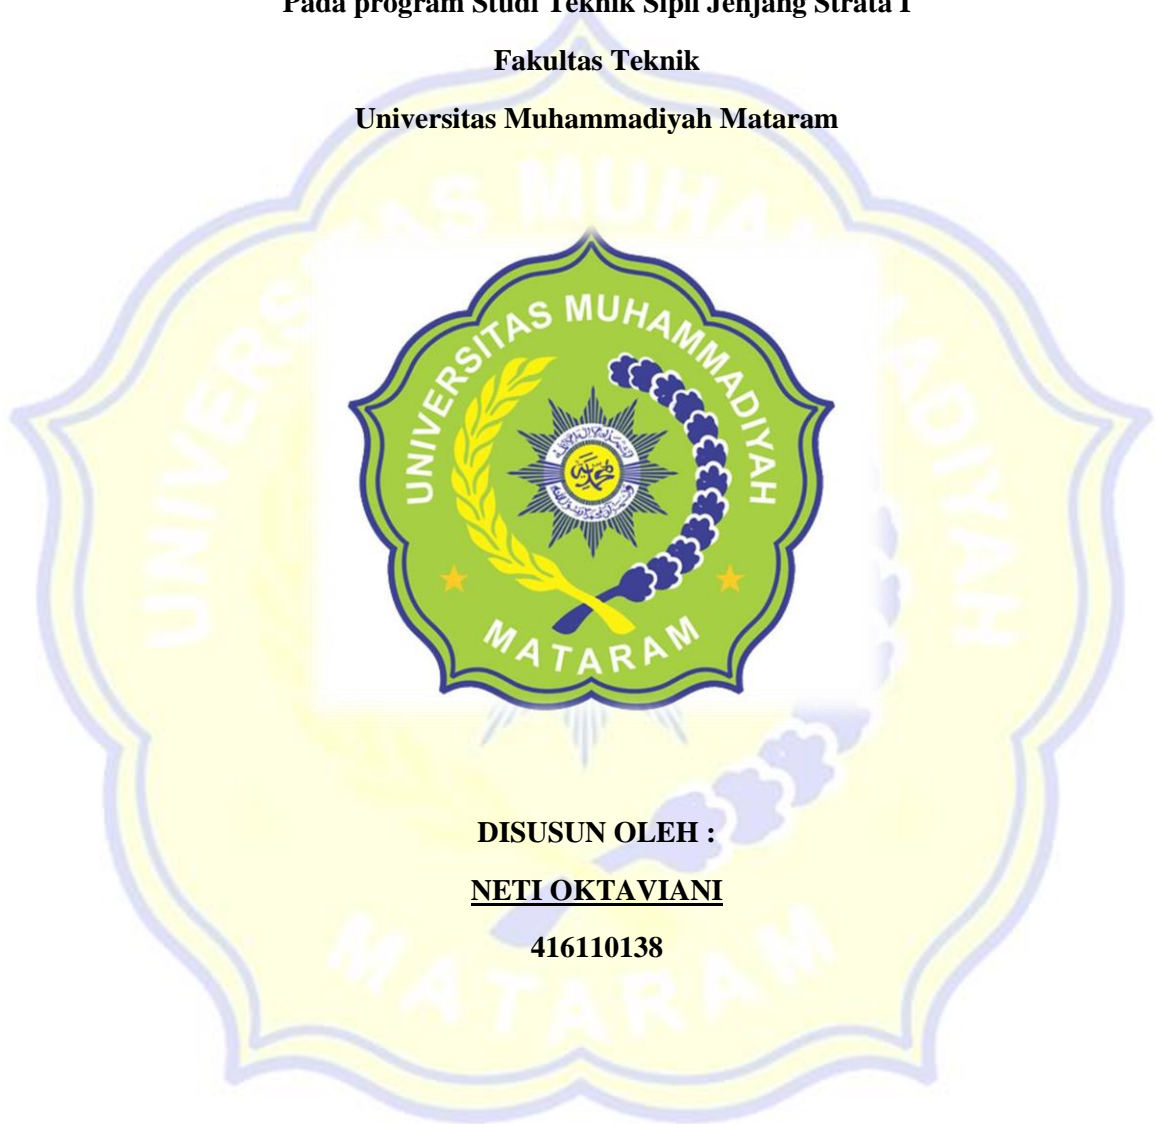 Pada program Studi Teknik Sipil Jenjang Strata I
Fakultas Teknik
Universitas Muhammadiyah Mataram
UNIVERSITAS MUHAMMADIYAH
MATARAM
DISUSUN OLEH :
NETI OKTAVIANI
416110138